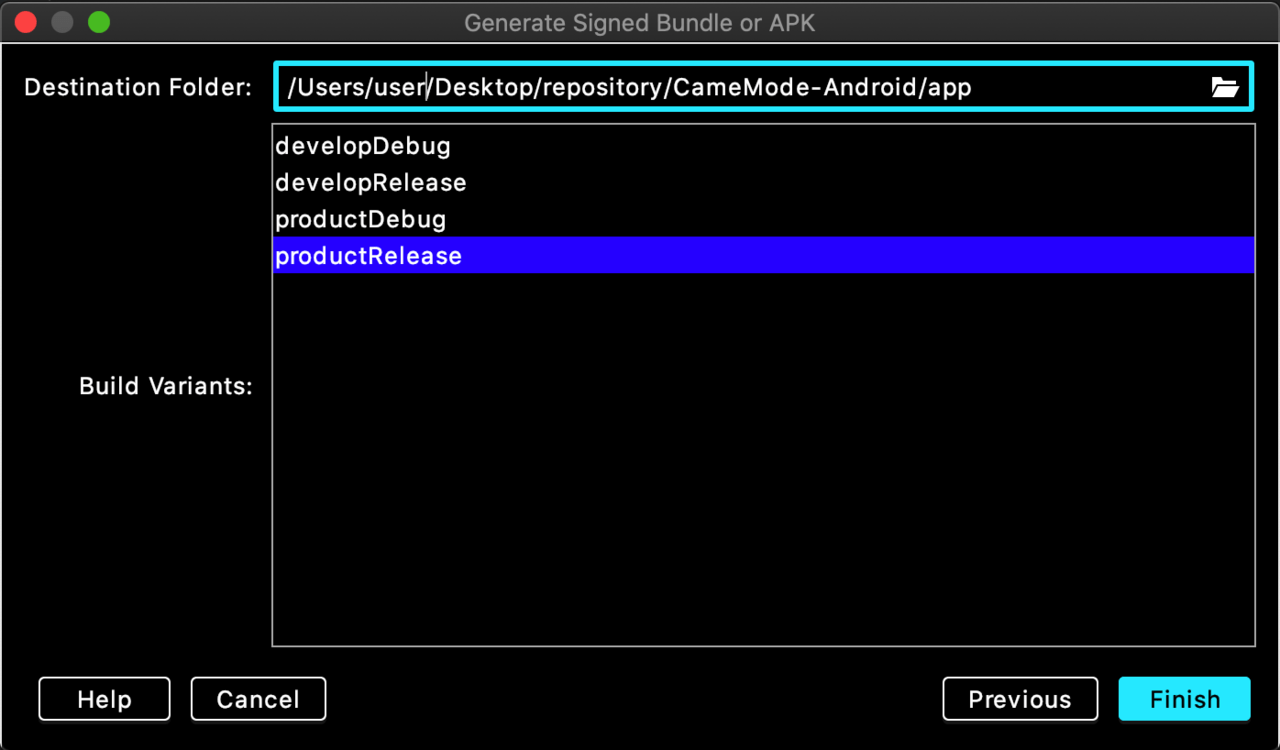 Generate Signed Bundle or APK
Destination Folder: /Users/user/Desktop/repository/CameMode-Android/app
developDebug
developRelease
productDebug
productRelease
Build Variants:
Help Cancel Previous Finish